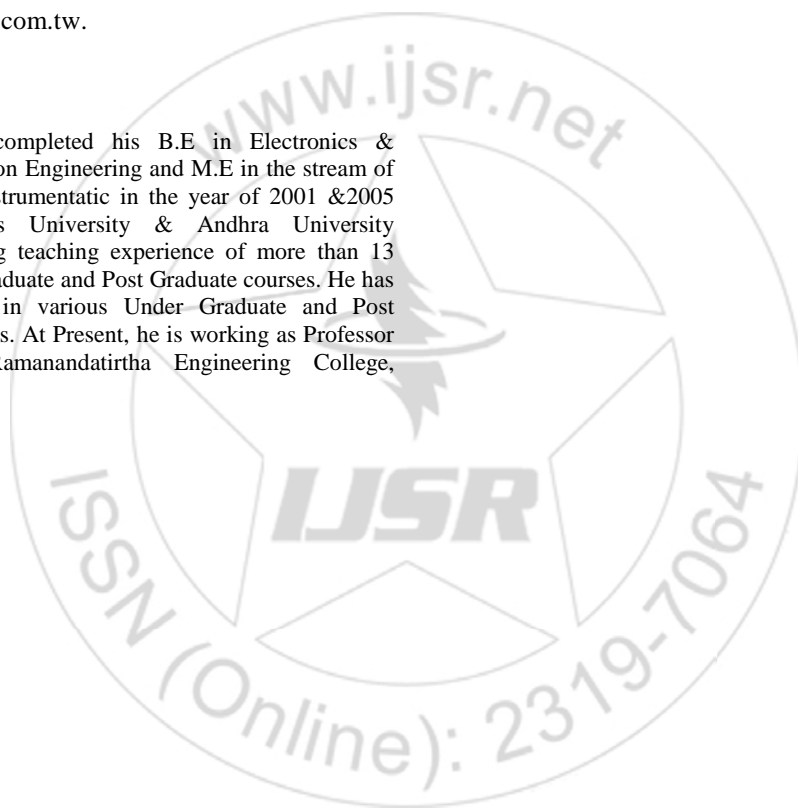 com.tw.
www.ijsr.net
completed his B.E in Electronics &
on Engineering and M.E in the stream of
strumentatic in the year of 2001 &2005
s University & Andhra University
g teaching experience of more than 13
aduate and Post Graduate courses. He has
in various Under Graduate and Post
s. At Present, he is working as Professor
Ramanandatirtha Engineering College,
IJSR
ISSN (Online): 2319-7064